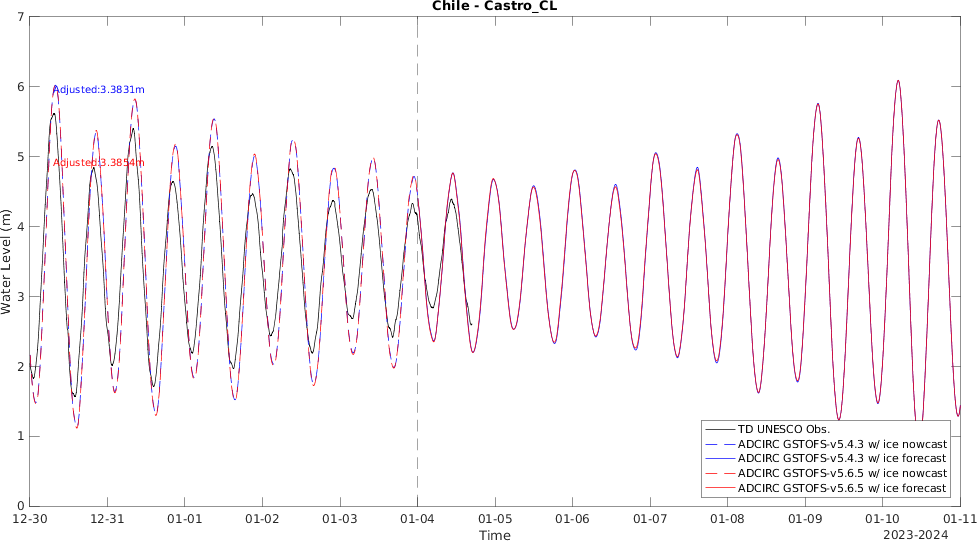 Chile - Castro_CL
7
6
5
4
3
2
1
0
Water Level (m)
Adjusted:3.3831m
Adjusted:3.3854m
TD UNESCO Obs.
ADCIRC GSTOFS-v5.4.3 w/ ice nowcast
ADCIRC GSTOFS-v5.4.3 w/ ice forecast
ADCIRC GSTOFS-v5.6.5 w/ ice nowcast
ADCIRC GSTOFS-v5.6.5 w/ ice forecast
12-30 12-31 01-01 01-02 01-03 01-04 01-05 01-06 01-07 01-08 01-09 01-10 01-11
Time
2023-2024